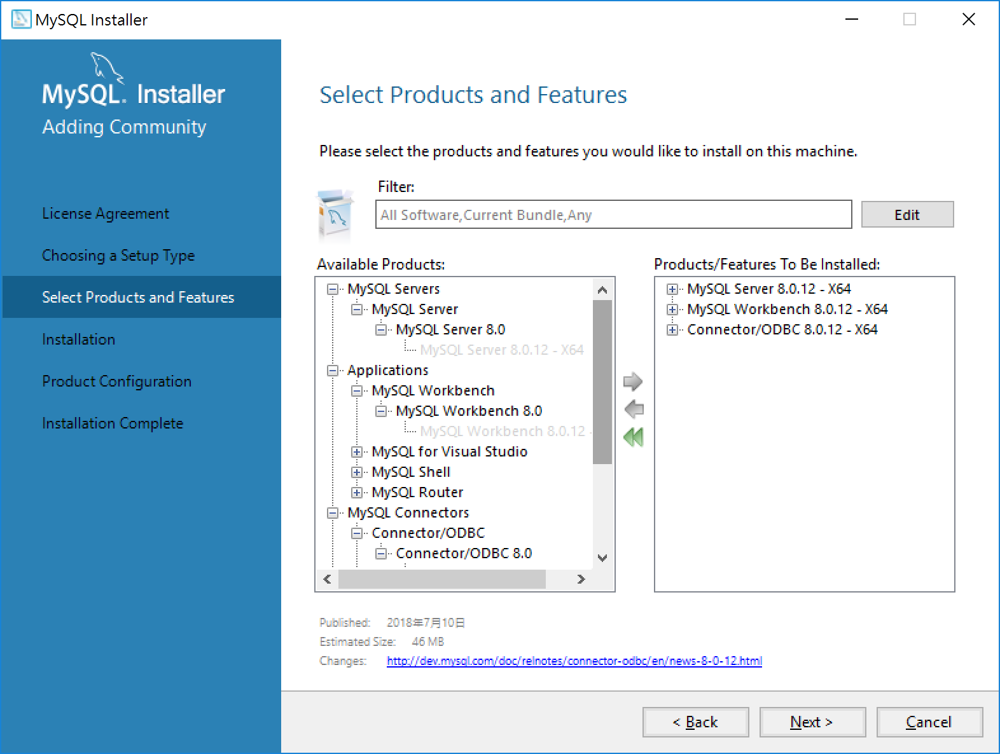 MySQL Installer
MySQL. Installer
Adding Community
License Agreement
Choosing a Setup Type
Select Products and Features
Installation
Product Configuration
Installation Complete
Select Products and Features
Please select the products and features you would like to install on this machine.
Filter:
All Software,Current Bundle,Any
Edit
Available Products:
MySQL Servers
MySQL Server
MySQL Server 8.0
MySQL Server 8.0.12 - X64
Applications
MySQL Workbench
MySQL Workbench 8.0
MySQL Workbench 8.0.12 -
MySQL for Visual Studio
MySQL Shell
MySQL Router
MySQL Connectors
Connector/ODBC
Connector/ODBC 8.0
Products/Features To Be Installed:
MySQL Server 8.0.12 - X64
MySQL Workbench 8.0.12 - X64
Connector/ODBC 8.0.12 - X64
Published: 2018年7月10日
Estimated Size: 46 MB
Changes: http://dev.mysql.com/doc/relnotes/connector-odbc/en/news-8-0-12.html
< Back
Next >
Cancel